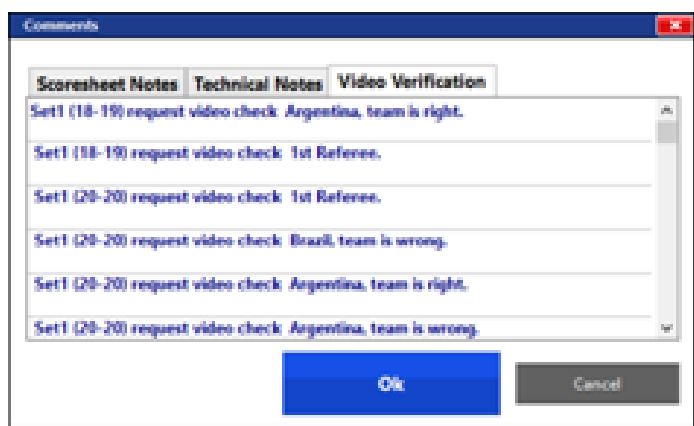 Comments
Scoresheet Notes Technical Notes Video Verification
Set1 (18-19) request video check Argentina, team is right.
Set1 (18-19) request video check 1st Referee.
Set1 (20-20) request video check 1st Referee.
Set1 (20-20) request video check Brazil, team is wrong.
Set1 (20-20) request video check Argentina, team is right.
Set1 (20-20) request video check Argentina, team is wrong.
Ok Cancel